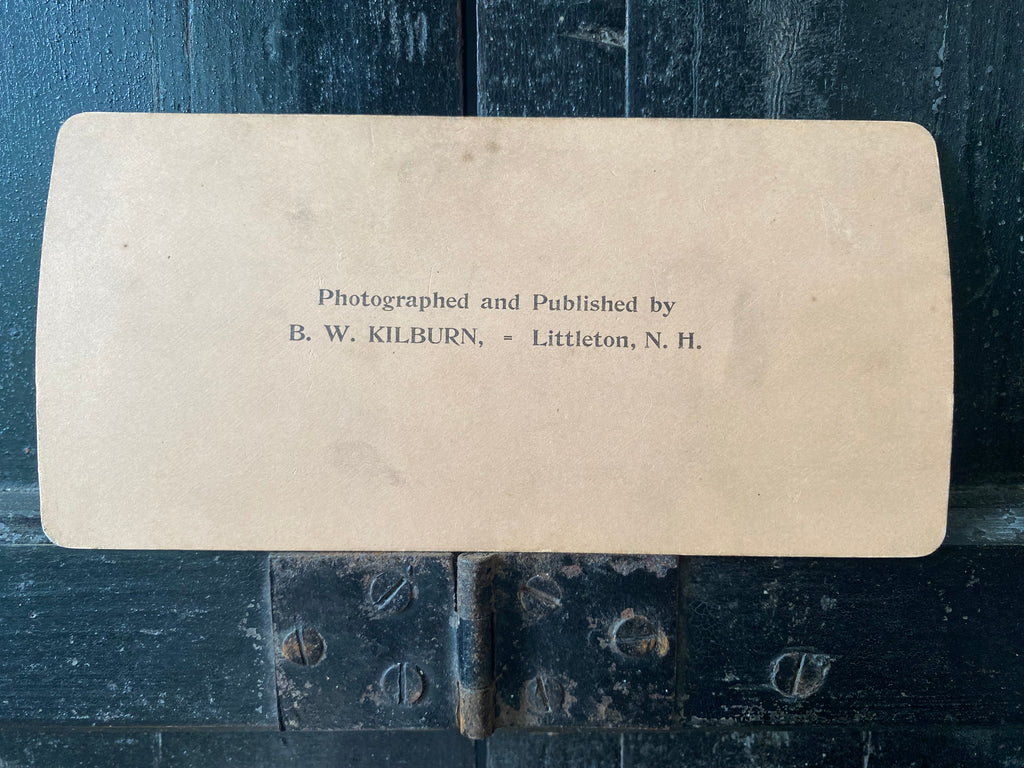 Photographed and Published by
B. W. KILBURN, = Littleton, N. H.